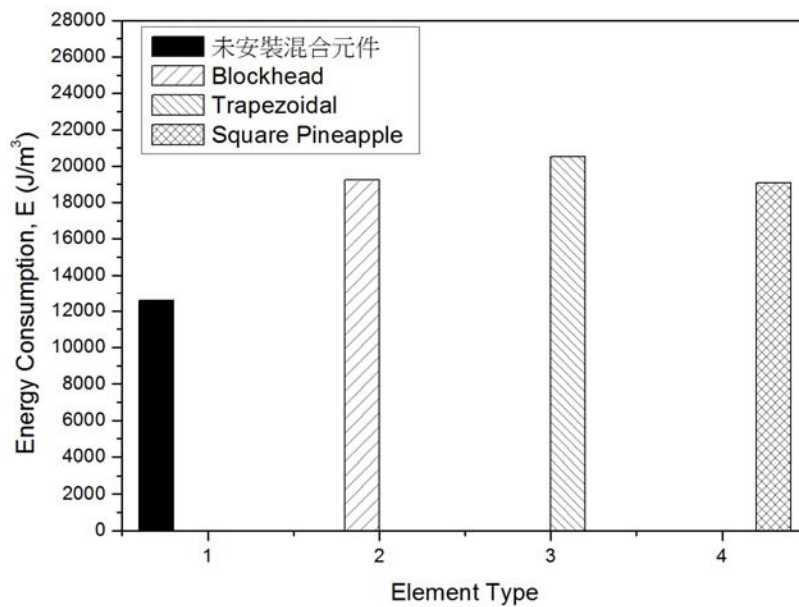 28000
26000
24000
22000
20000
18000
16000
14000
12000
10000
8000
6000
4000
2000
0
Energy Consumption, E (J/m³)
未安裝混合元件
Blockhead
Trapezoidal
Square Pineapple
1 2 3 4
Element Type